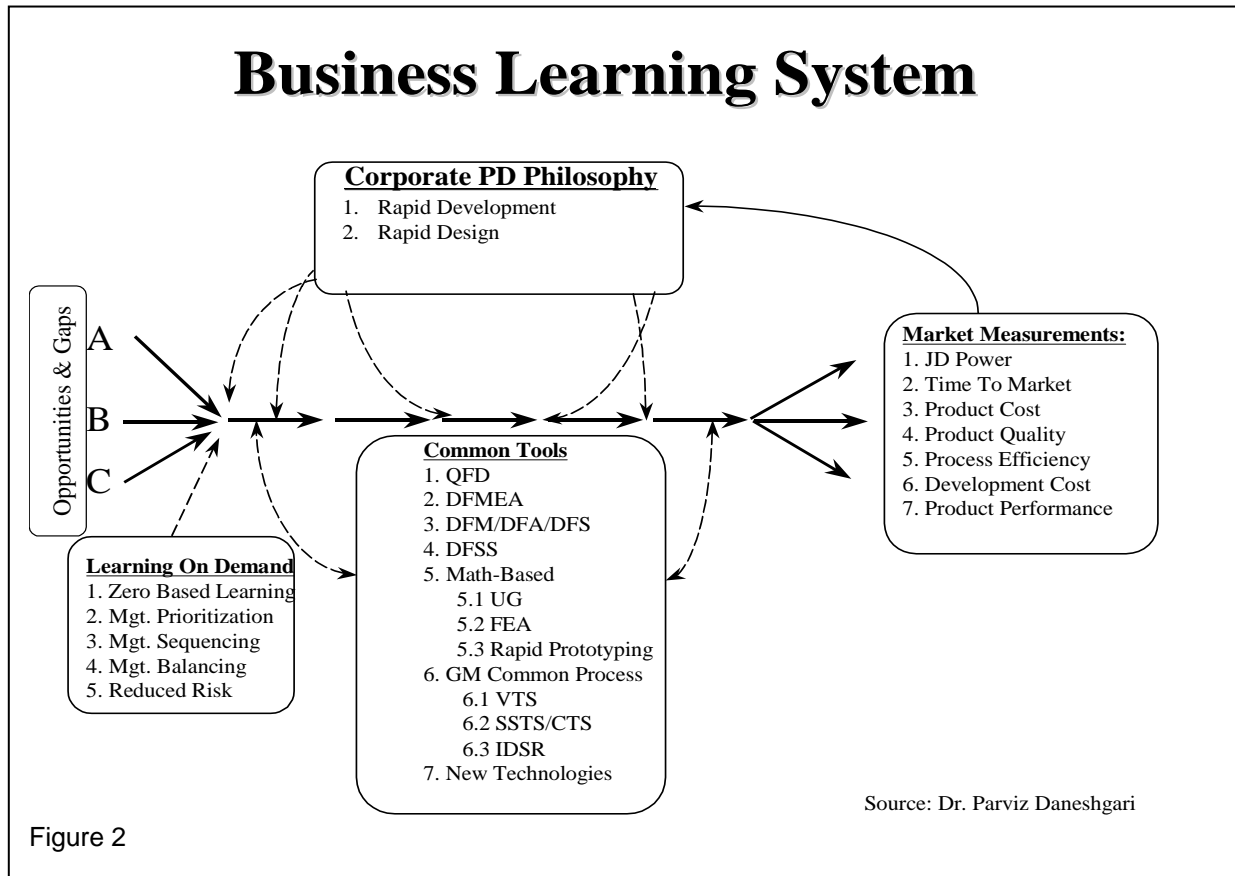 Business Learning System
Corporate PD Philosophy
1. Rapid Development
2. Rapid Design
Opportunities & Gaps
A
B
C
Market Measurements:
1. JD Power
2. Time To Market
3. Product Cost
4. Product Quality
5. Process Efficiency
6. Development Cost
7. Product Performance
Learning On Demand
1. Zero Based Learning
2. Mgt. Prioritization
3. Mgt. Sequencing
4. Mgt. Balancing
5. Reduced Risk
Common Tools
1. QFD
2. DFMEA
3. DFM/DFA/DFS
4. DFSS
5. Math-Based
5.1 UG
5.2 FEA
5.3 Rapid Prototyping
6. GM Common Process
6.1 VTS
6.2 SSTS/CTS
6.3 IDSR
7. New Technologies
Source: Dr. Parviz Daneshgari
Figure 2